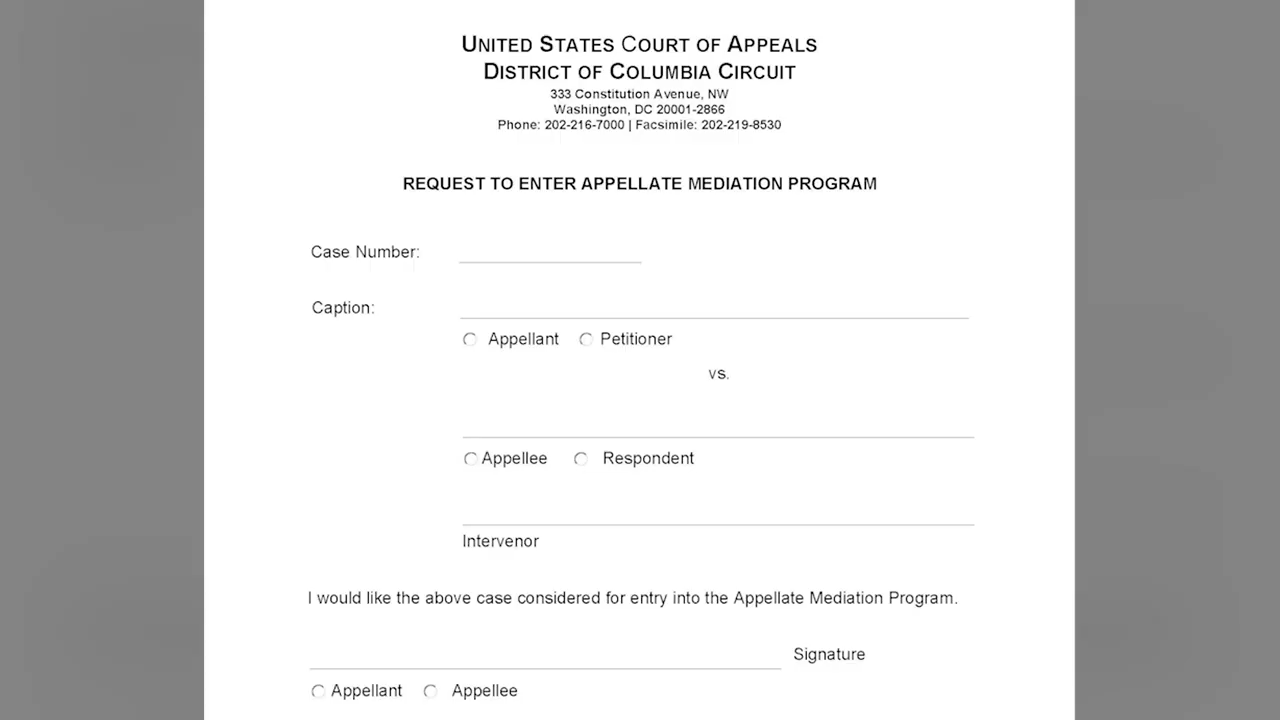 UNITED STATES COURT OF APPEALS
DISTRICT OF COLUMBIA CIRCUIT
333 Constitution Avenue, NW
Washington, DC 20001-2866
Phone: 202-216-7000 | Facsimile: 202-219-8530
REQUEST TO ENTER APPELLATE MEDIATION PROGRAM
Case Number:
Caption:
Appellant Petitioner
vs.
Appellee Respondent
Intervenor
I would like the above case considered for entry into the Appellate Mediation Program.
Signature
Appellant Appellee